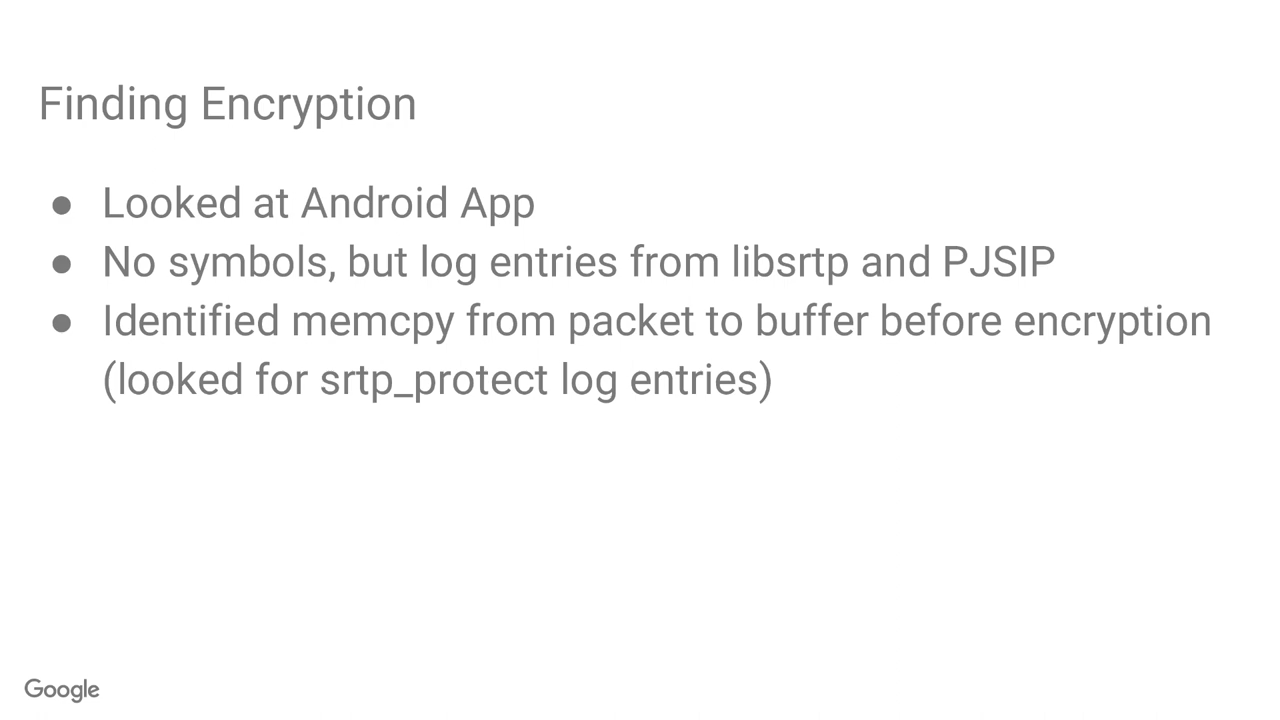 Finding Encryption
● Looked at Android App
● No symbols, but log entries from libsrtp and PJSIP
● Identified memcpy from packet to buffer before encryption
(looked for srtp_protect log entries)
Google